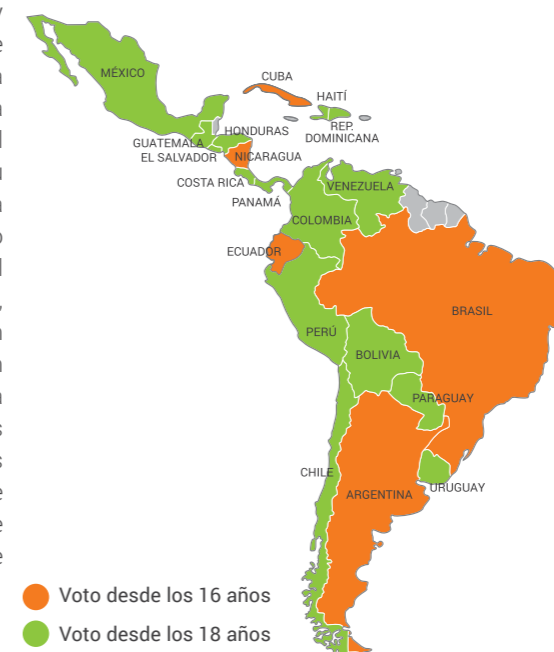 MÉXICO
CUBA
HAITÍ
REP.
DOMINICANA
HONDURAS
GUATEMALA
EL SALVADOR
NICARAGUA
COSTA RICA
PANAMÁ
VENEZUELA
COLOMBIA
ECUADOR
BRASIL
PERÚ
BOLIVIA
PARAGUAY
CHILE
ARGENTINA
URUGUAY
Voto desde los 16 años
Voto desde los 18 años